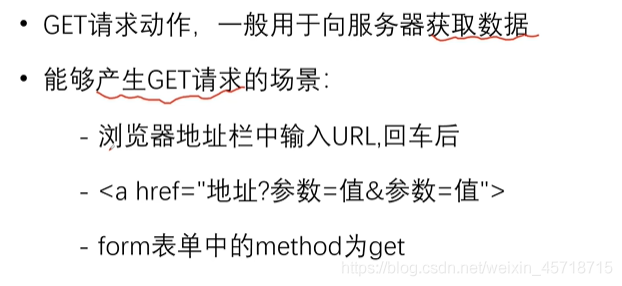 • GET请求动作，一般用于向服务器获取数据
• 能够产生GET请求的场景：
- 浏览器地址栏中输入URL,回车后
- <a href="地址?参数=值&参数=值">
- form表单中的method为get
https://blog.csdn.net/weixin_45718715